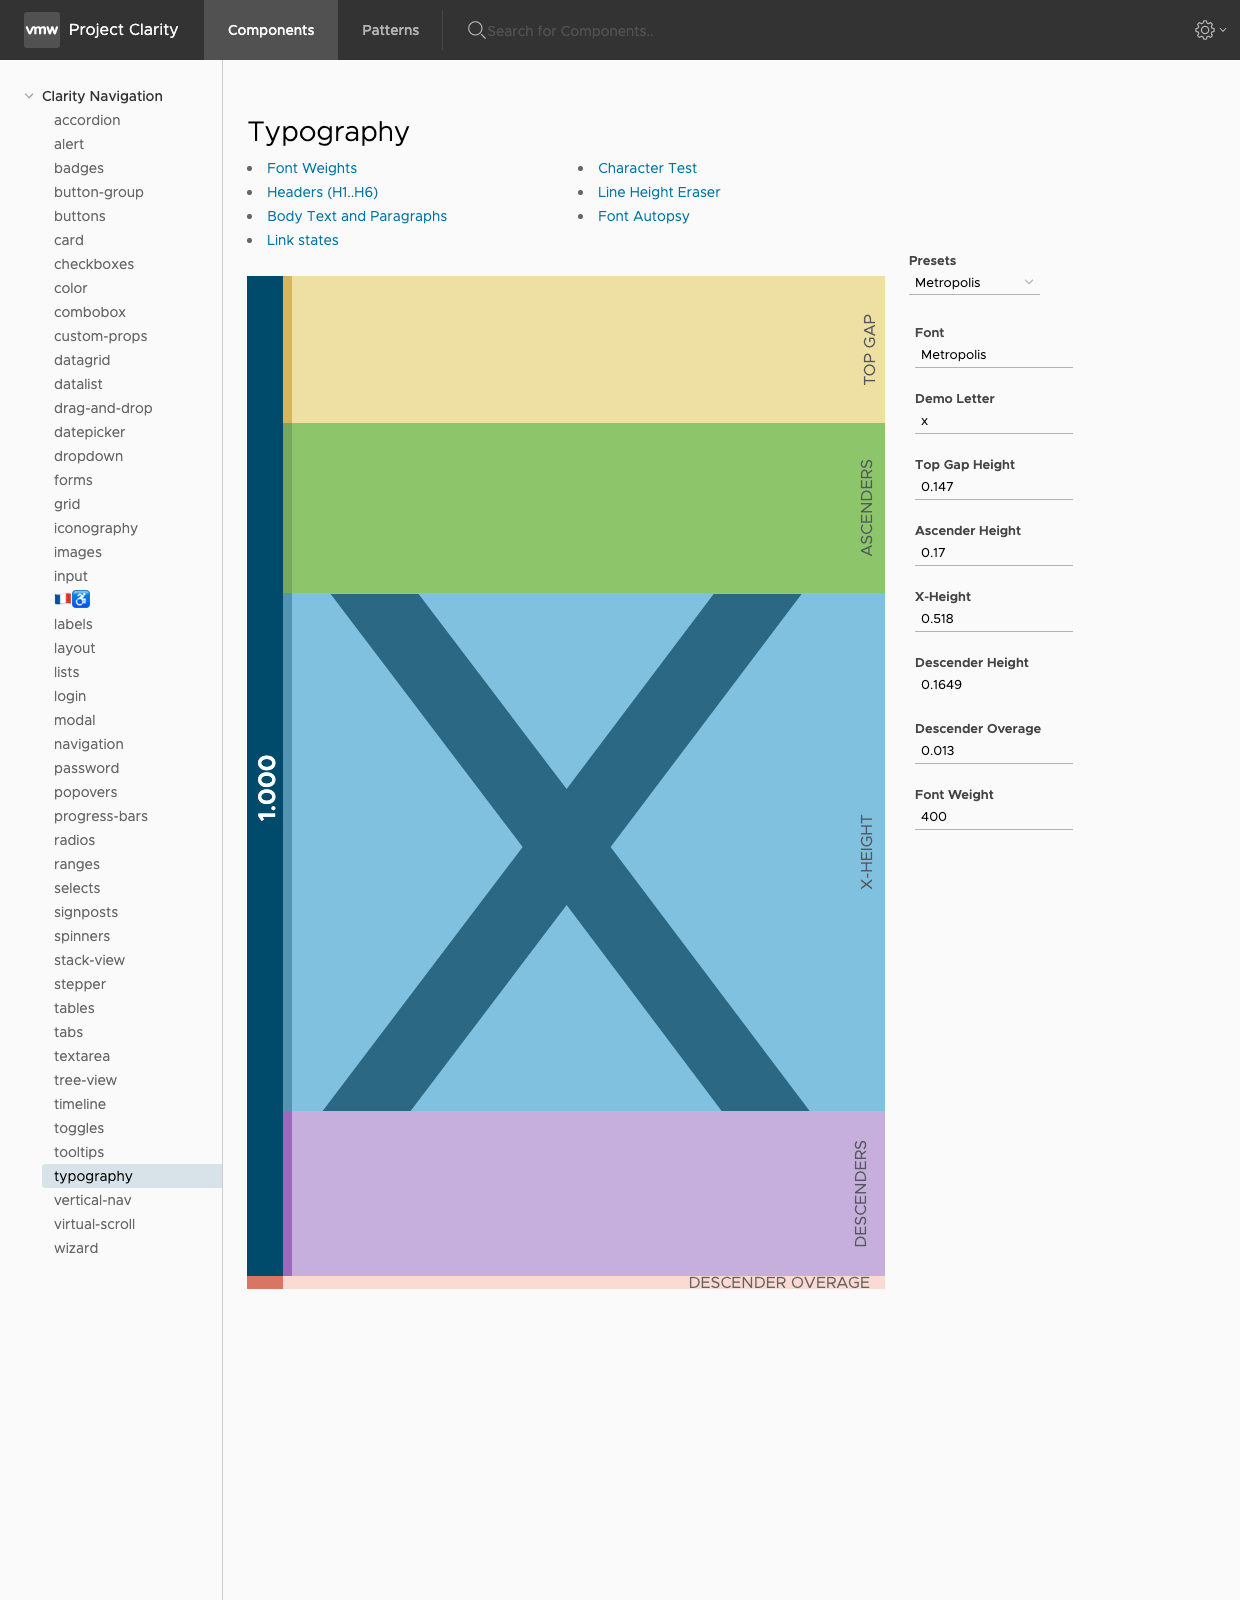 vmw Project Clarity
Components
Patterns
Search for Components..
Clarity Navigation
accordion
alert
badges
button-group
buttons
card
checkboxes
color
combobox
custom-props
datagrid
datalist
drag-and-drop
datepicker
dropdown
forms
grid
iconography
images
input
🇫🇷♿
labels
layout
lists
login
modal
navigation
password
popovers
progress-bars
radios
ranges
selects
signposts
spinners
stack-view
stepper
tables
tabs
textarea
tree-view
timeline
toggles
tooltips
typography
vertical-nav
virtual-scroll
wizard
Typography
Font Weights
Headers (H1..H6)
Body Text and Paragraphs
Link states
Character Test
Line Height Eraser
Font Autopsy
1.000
TOP GAP
ASCENDERS
x
X-HEIGHT
DESCENDERS
DESCENDER OVERAGE
Presets
Metropolis
Font
Metropolis
Demo Letter
x
Top Gap Height
0.147
Ascender Height
0.17
X-Height
0.518
Descender Height
0.1649
Descender Overage
0.013
Font Weight
400